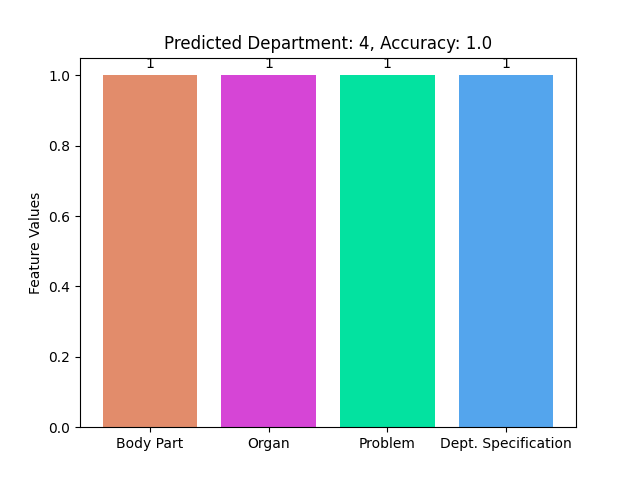 Predicted Department: 4, Accuracy: 1.0
1 1 1 1
1.0
0.8
0.6
0.4
0.2
0.0
Feature Values
Body Part Organ Problem Dept. Specification